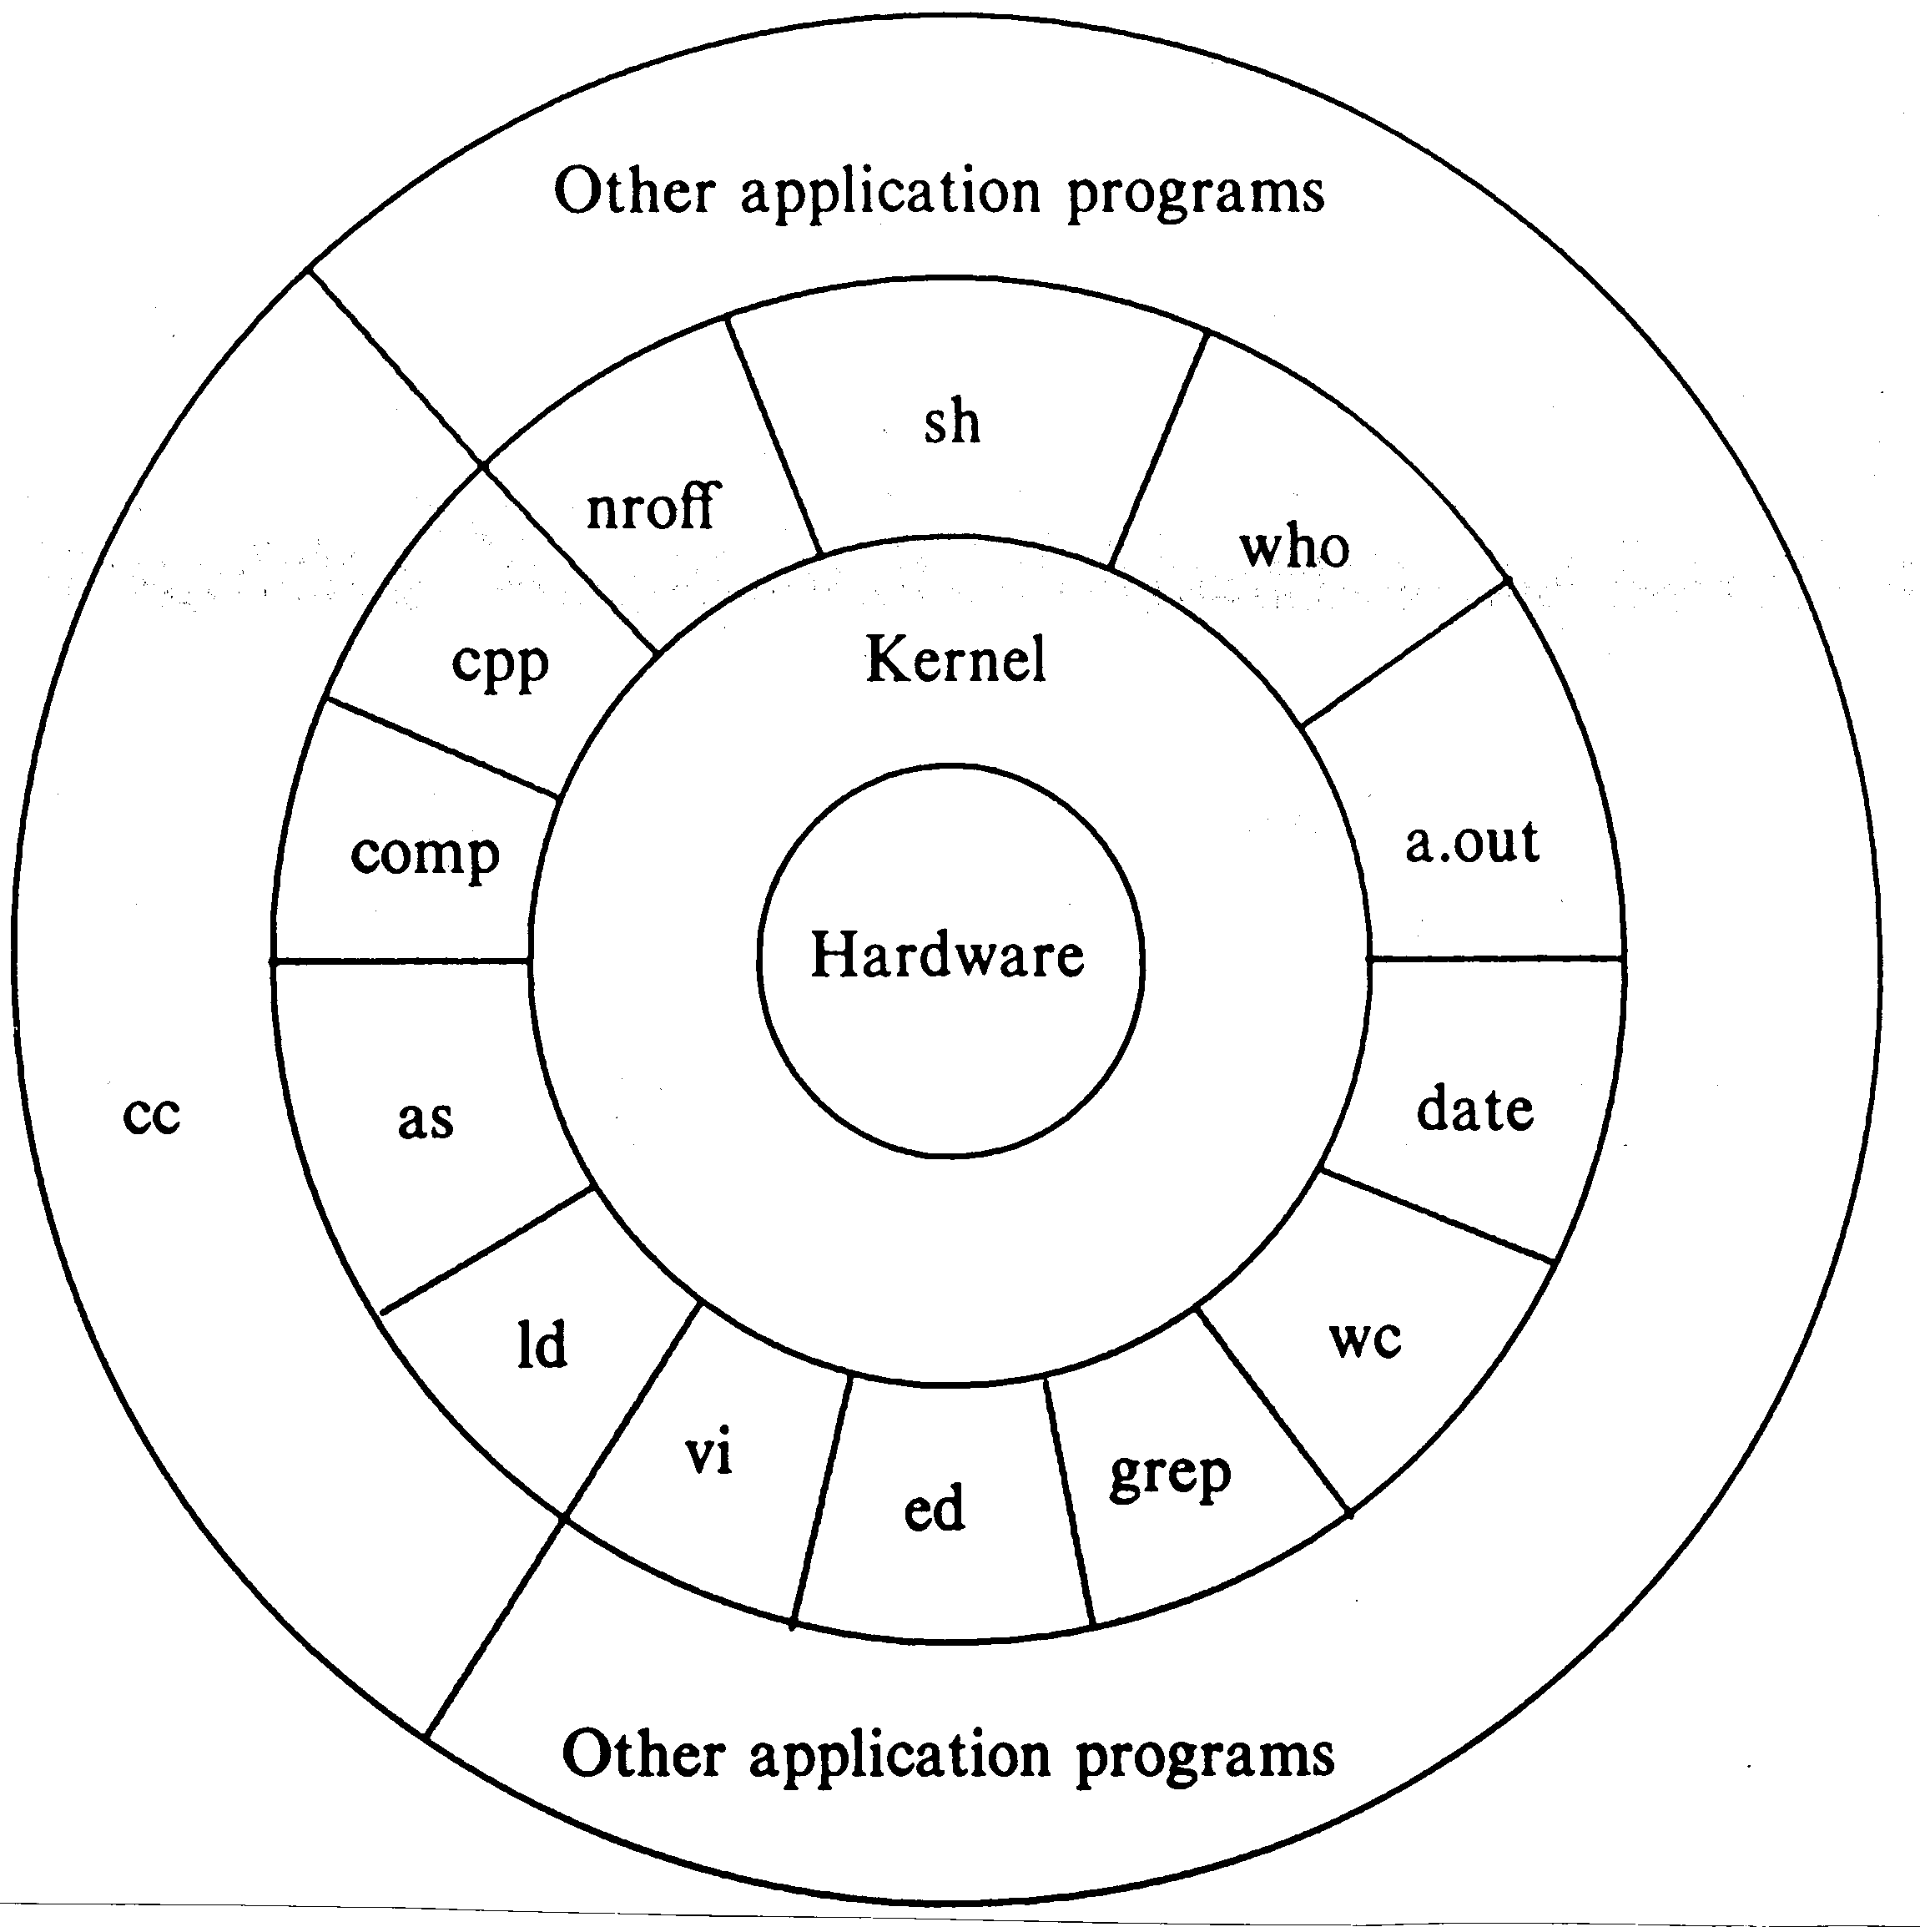 Other application programs
sh
nroff
who
Kernel
cpp
a.out
comp
Hardware
date
cc
as
wc
ld
vi
grep
ed
Other application programs